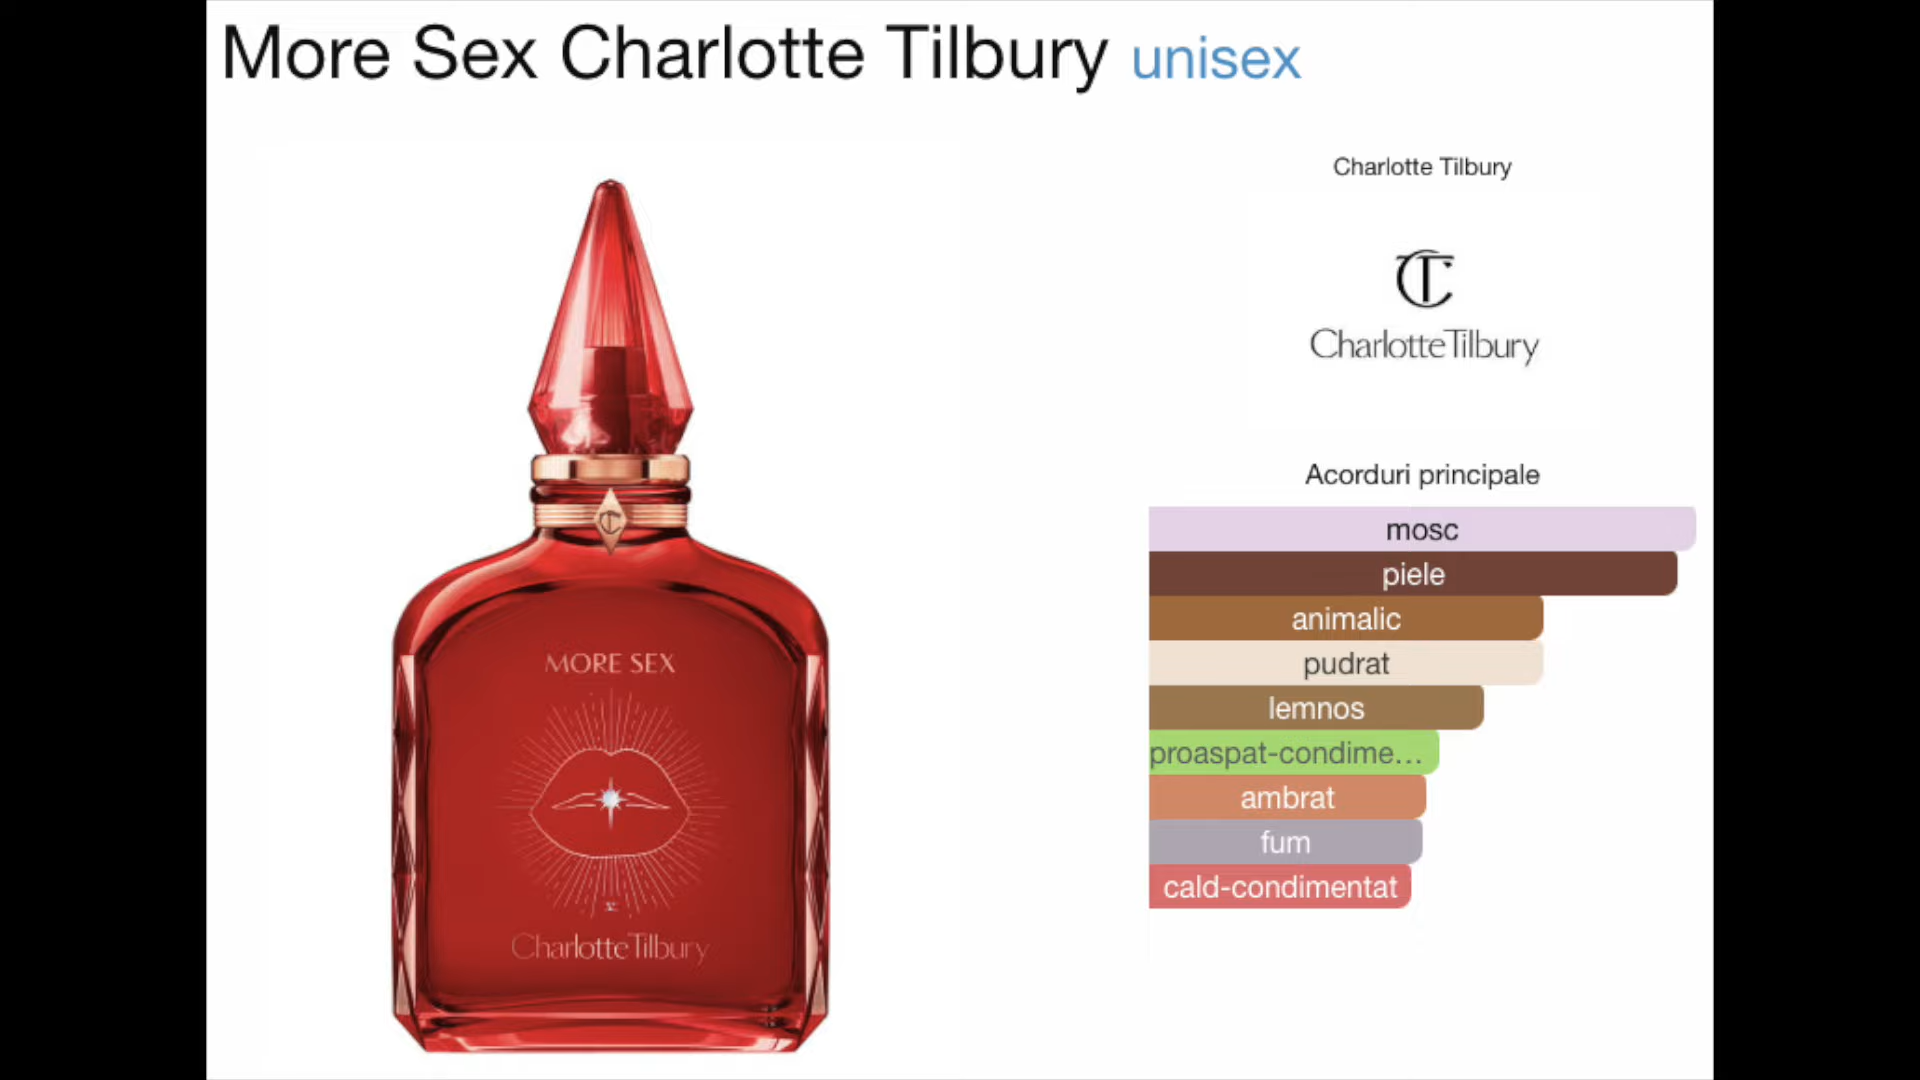 More Sex Charlotte Tilbury unisex
MORE SEX
Charlotte Tilbury
Charlotte Tilbury
CT
Charlotte Tilbury
Acorduri principale
mosc
piele
animalic
pudrat
lemnos
proaspat-condime...
ambrat
fum
cald-condimentat